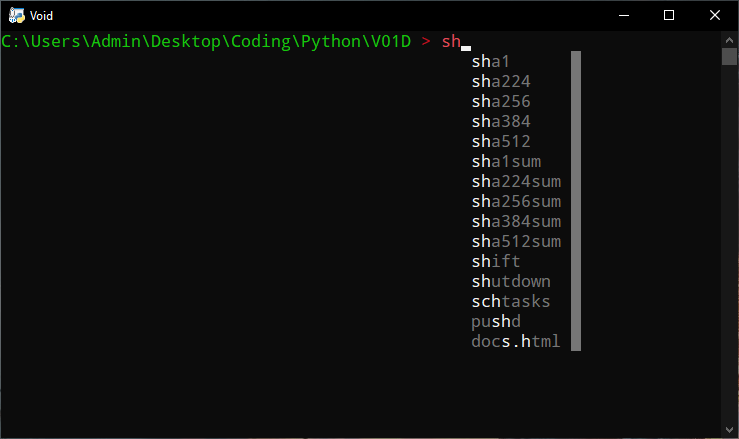 Void
C:\Users\Admin\Desktop\Coding\Python\V01D > sh
sha1
sha224
sha256
sha384
sha512
sha1sum
sha224sum
sha256sum
sha384sum
sha512sum
shift
shutdown
schtasks
pushd
docs.html